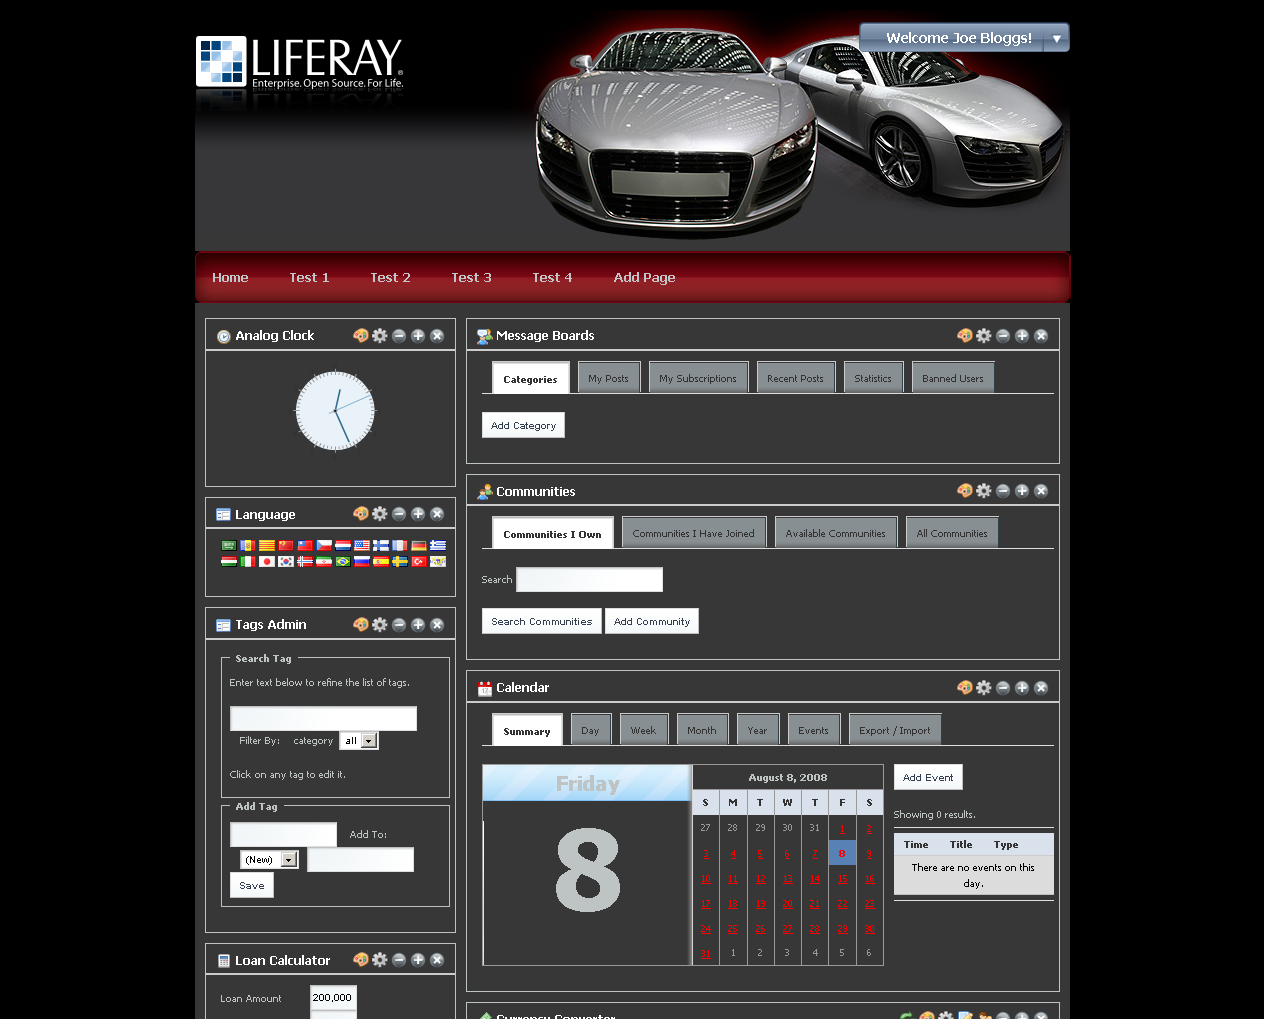 LIFERAY®
Enterprise. Open Source. For Life.
Welcome Joe Bloggs!
Home Test 1 Test 2 Test 3 Test 4 Add Page
Analog Clock
Language
Tags Admin
Search Tag
Enter text below to refine the list of tags.
Filter By: category all
Click on any tag to edit it.
Add Tag
Add To:
(New)
Save
Loan Calculator
Loan Amount 200,000
Message Boards
Categories My Posts My Subscriptions Recent Posts Statistics Banned Users
Add Category
Communities
Communities I Own Communities I Have Joined Available Communities All Communities
Search
Search Communities Add Community
Calendar
17
Summary Day Week Month Year Events Export / Import
Friday
8
August 8, 2008
S M T W T F S
27 28 29 30 31 1 2
3 4 5 6 7 8 9
10 11 12 13 14 15 16
17 18 19 20 21 22 23
24 25 26 27 28 29 30
31 1 2 3 4 5 6
Add Event
Showing 0 results.
Time Title Type
There are no events on this
day.
Currency Converter